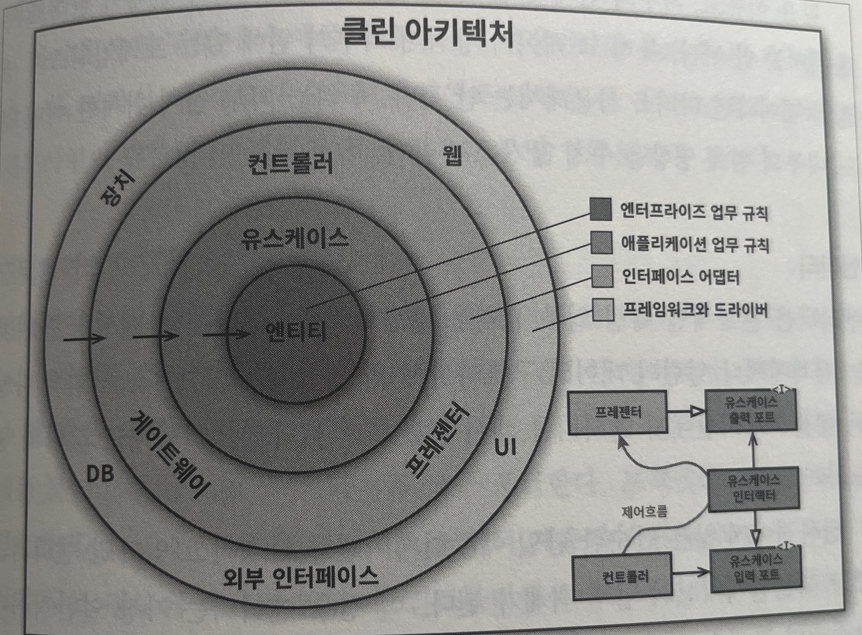 클린 아키텍처
장치
컨트롤러
웹
유스케이스
엔티티
게이트웨이
프레젠터
DB
UI
외부 인터페이스
엔터프라이즈 업무 규칙
애플리케이션 업무 규칙
인터페이스 어댑터
프레임워크와 드라이버
프레젠터
<I>
유스케이스
출력 포트
유스케이스
인터랙터
제어흐름
컨트롤러
<I>
유스케이스
입력 포트